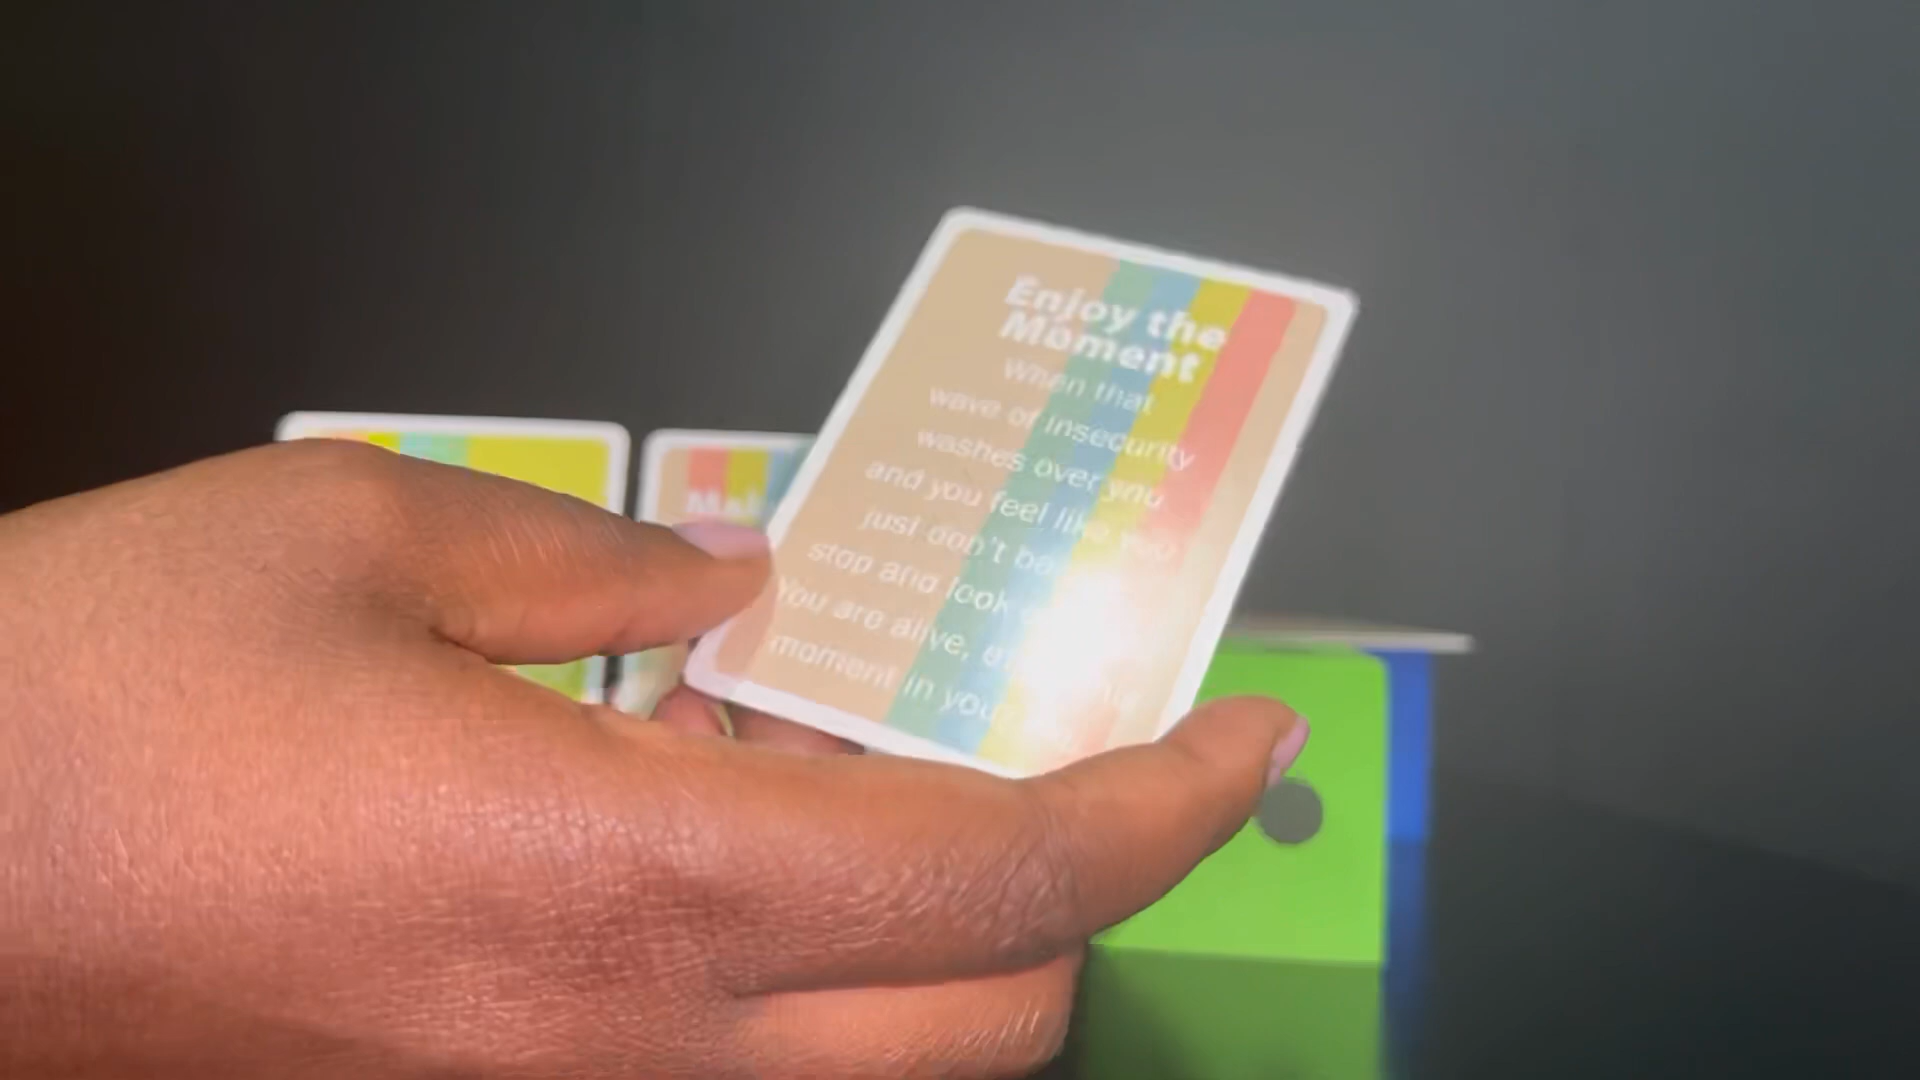 Enjoy the
Moment
When that
wave of insecurity
washes over you
and you feel like you
just don't be
stop and look
You are alive,
moment in your